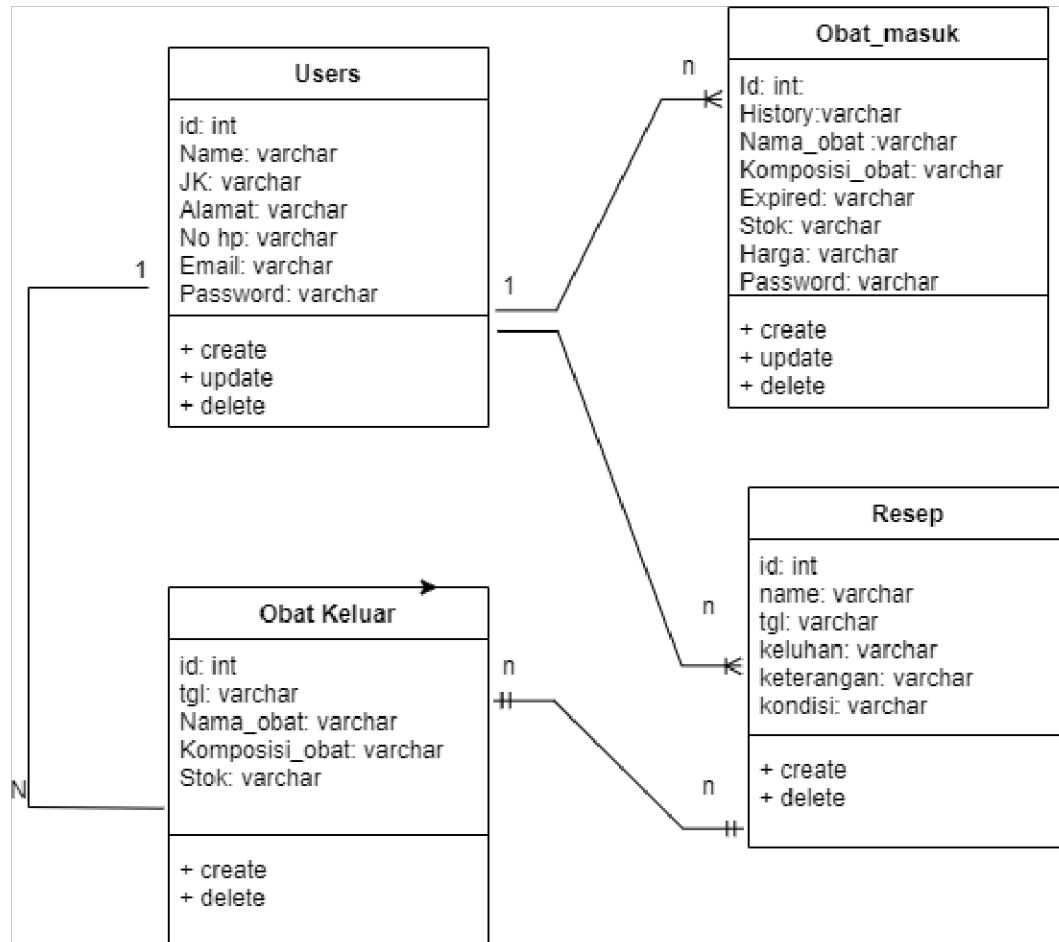 Users
id: int
Name: varchar
JK: varchar
Alamat: varchar
No hp: varchar
Email: varchar
Password: varchar
+ create
+ update
+ delete
1
1
n
Obat_masuk
Id: int:
History:varchar
Nama_obat :varchar
Komposisi_obat: varchar
Expired: varchar
Stok: varchar
Harga: varchar
Password: varchar
+ create
+ update
+ delete
N
Obat Keluar
id: int
tgl: varchar
Nama_obat: varchar
Komposisi_obat: varchar
Stok: varchar
+ create
+ delete
n
n
n
Resep
id: int
name: varchar
tgl: varchar
keluhan: varchar
keterangan: varchar
kondisi: varchar
+ create
+ delete